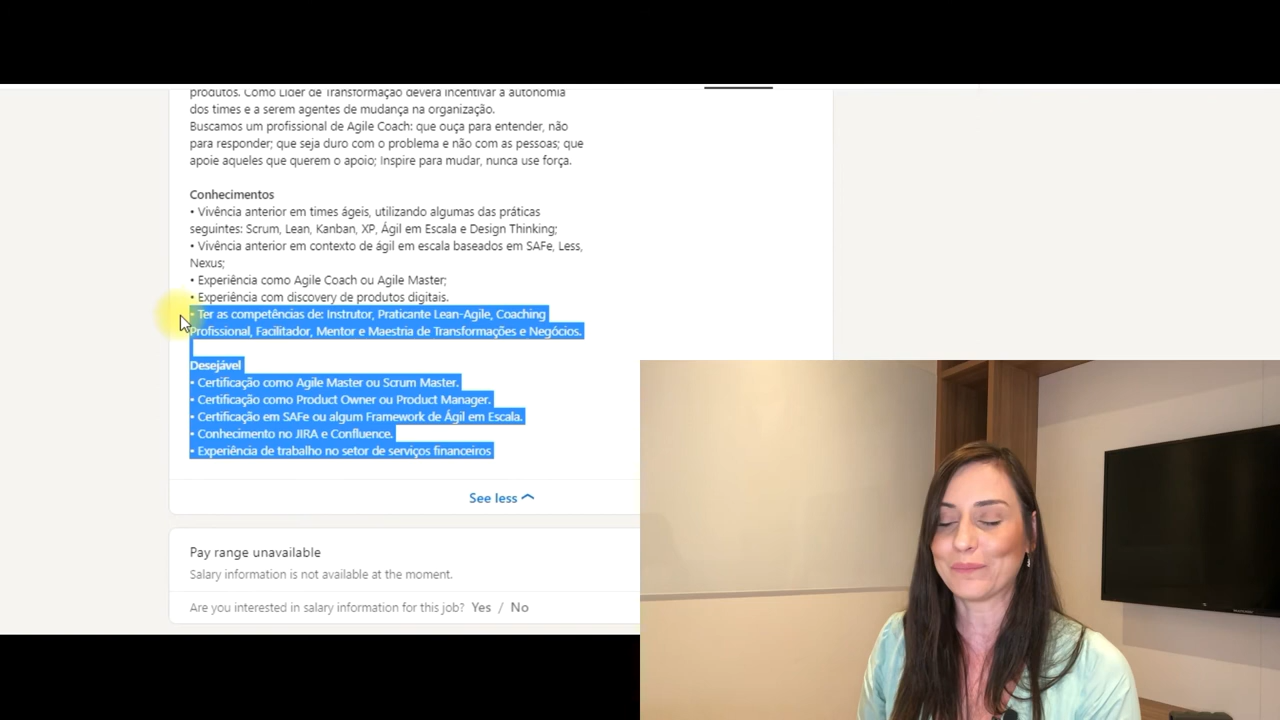 produtos. Como Líder de Transformação deverá incentivar a autonomia
dos times e a serem agentes de mudança na organização.
Buscamos um profissional de Agile Coach: que ouça para entender, não
para responder; que seja duro com o problema e não com as pessoas; que
apoie aqueles que querem o apoio; Inspire para mudar, nunca use força.
Conhecimentos
• Vivência anterior em times ágeis, utilizando algumas das práticas
seguintes: Scrum, Lean, Kanban, XP, Ágil em Escala e Design Thinking;
• Vivência anterior em contexto de ágil em escala baseados em SAFe, Less,
Nexus;
• Experiência como Agile Coach ou Agile Master;
• Experiência com discovery de produtos digitais.
• Ter as competências de: Instrutor, Praticante Lean-Agile, Coaching
Profissional, Facilitador, Mentor e Maestria de Transformações e Negócios.
Desejável
• Certificação como Agile Master ou Scrum Master.
• Certificação como Product Owner ou Product Manager.
• Certificação em SAFe ou algum Framework de Ágil em Escala.
• Conhecimento no JIRA e Confluence.
• Experiência de trabalho no setor de serviços financeiros
See less
Pay range unavailable
Salary information is not available at the moment.
Are you interested in salary information for this job? Yes / No